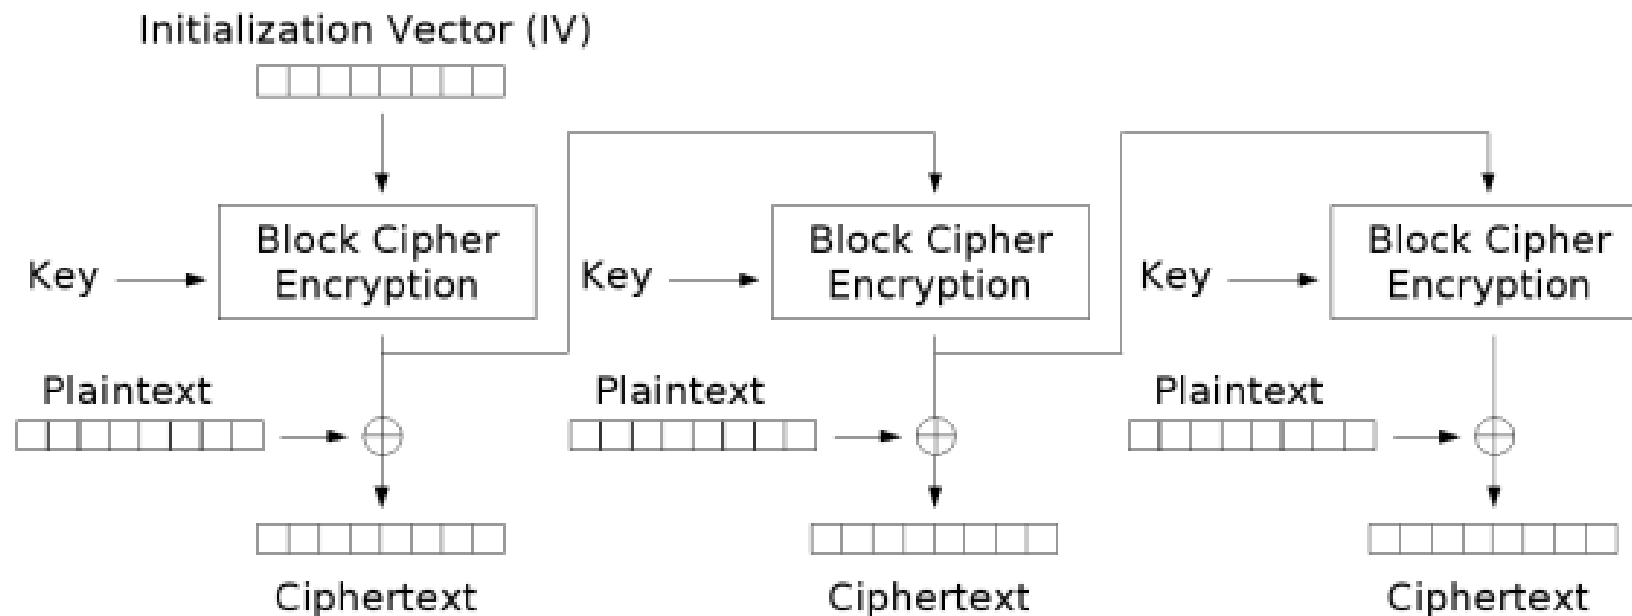 Initialization Vector (IV)
Key
Block Cipher
Encryption
Key
Block Cipher
Encryption
Key
Block Cipher
Encryption
Plaintext
Plaintext
Plaintext
Ciphertext
Ciphertext
Ciphertext